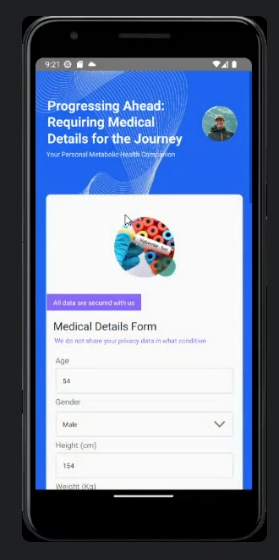 9:21
Progressing Ahead:
Requiring Medical
Details for the Journey
Your Personal Metabolic Health Companion
All data are secured with us
Medical Details Form
We do not share your privacy data in what condition
Age
54
Gender
Male
Height (cm)
154
Weight (Kg)